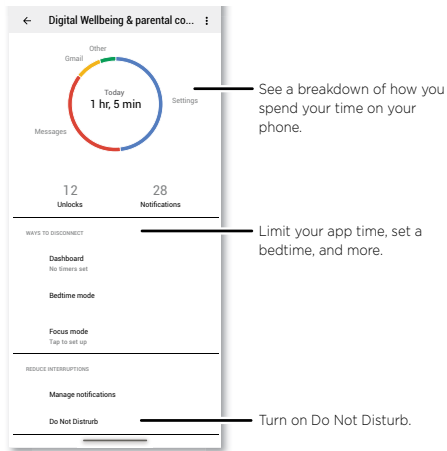 Digital Wellbeing & parental co...
Other
Gmail
Today
1 hr, 5 min
Settings
Messages
See a breakdown of how you
spend your time on your
phone.
12
28
Unlocks
Notifications
WAYS TO DISCONNECT
Limit your app time, set a
bedtime, and more.
Dashboard
No timers set
Bedtime mode
Focus mode
Tap to set up
REDUCE INTERRUPTIONS
Manage notifications
Do Not Distrurb
Turn on Do Not Disturb.